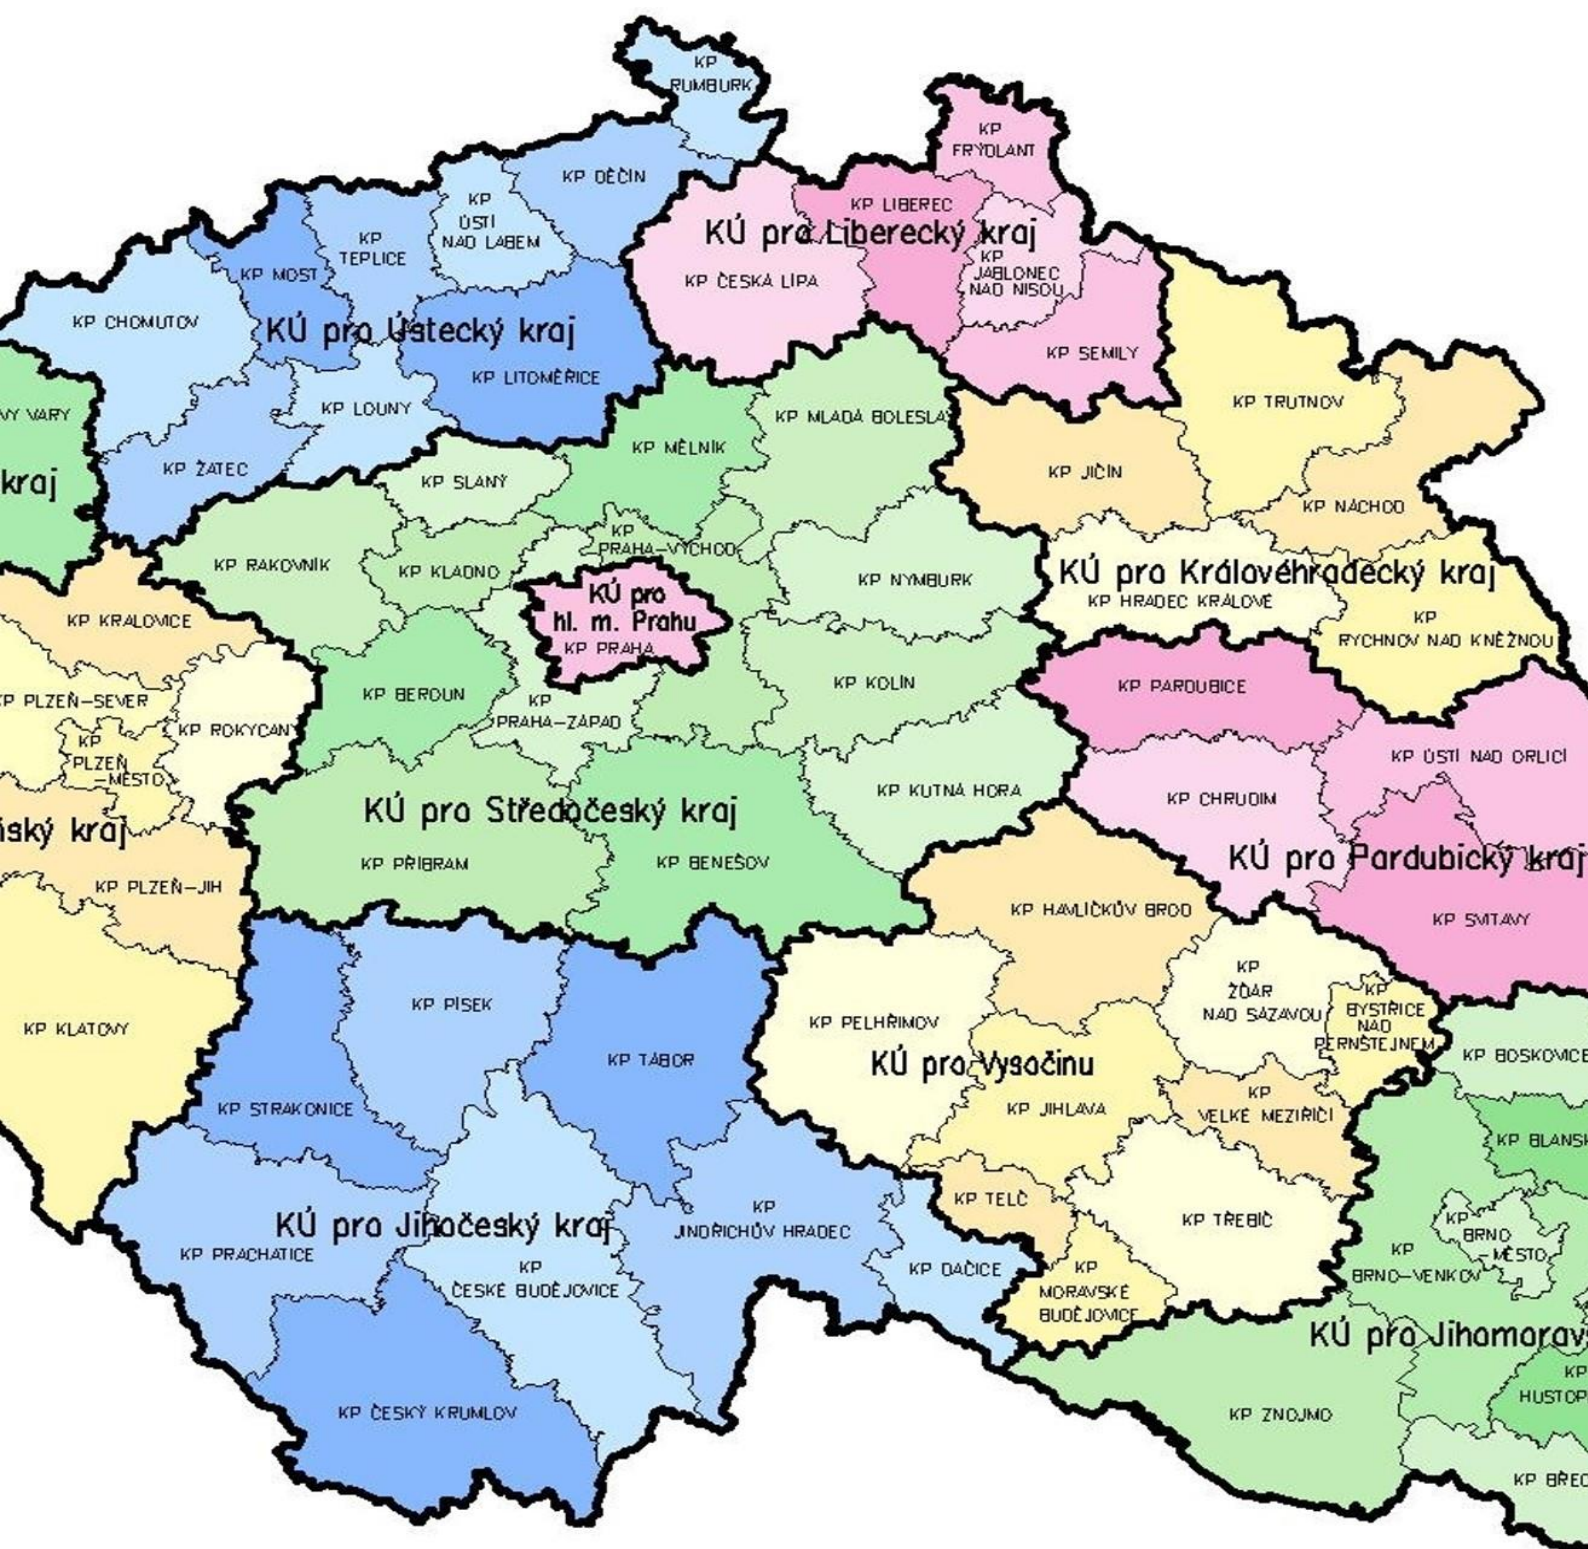 KP
RUMBURK
KP
FRÝDLANT
KP DĚČÍN
KP
ÚSTÍ
NAD LABEM
KP LIBEREC
KÚ pro Liberecký kraj
KP
TEPLICE
KP MOST
KP ČESKÁ LÍPA
KP
JABLONEC
NAD NISOU
KP CHOMUTOV
KÚ pro Ústecký kraj
KP SEMILY
KP LITOMĚŘICE
KP LOUNY
KP TRUTNOV
VY VARY
KP MLADÁ BOLESLA
KP MĚLNÍK
KP ŽATEC
KP SLANÝ
KP JIČÍN
kraj
KP NÁCHOD
KP
PRAHA-VÝCHOD
KP RAKOVNÍK
KP KLADNO
KP NYMBURK
KÚ pro Královéhradecký kraj
KP HRADEC KRÁLOVÉ
KÚ pro
hl. m. Prahu
KP PRAHA
KP KRALOVICE
KP
RYCHNOV NAD KNĚŽNOU
KP PLZEŇ-SEVER
KP BEROUN
KP KOLÍN
KP PARDUBICE
KP
PRAHA-ZÁPAD
KP ROKYCANY
KP
PLZEŇ
-MĚSTO
KP ÚSTÍ NAD ORLICÍ
KP KUTNÁ HORA
KP CHRUDIM
KÚ pro Středočeský kraj
ňský kraj
KP PŘÍBRAM
KP BENEŠOV
KÚ pro Pardubický kraj
KP PLZEŇ-JIH
KP HAVLÍČKŮV BROD
KP SVITAVY
KP PÍSEK
KP
ŽĎÁR
NAD SÁZAVOU
KP
BYSTŘICE
NAD
PERNŠTEJNEM
KP KLATOVY
KP PELHŘIMOV
KP TÁBOR
KÚ pro Vysočinu
KP BOSKOVICE
KP STRAKONICE
KP JIHLAVA
KP
VELKÉ MEZIŘÍČÍ
KP BLANSK
KP TELČ
KP
JINDŘICHŮV HRADEC
KÚ pro Jihočeský kraj
KP TŘEBÍČ
KP
BRNO
-MĚSTO
KP PRACHATICE
KP
ČESKÉ BUDĚJOVICE
KP DAČICE
KP
BRNO-VENKOV
KP
MORAVSKÉ
BUDĚJOVICE
KÚ pro Jihomoravs
KP
HUSTOP
KP ČESKÝ KRUMLOV
KP ZNOJMO
KP BŘEC